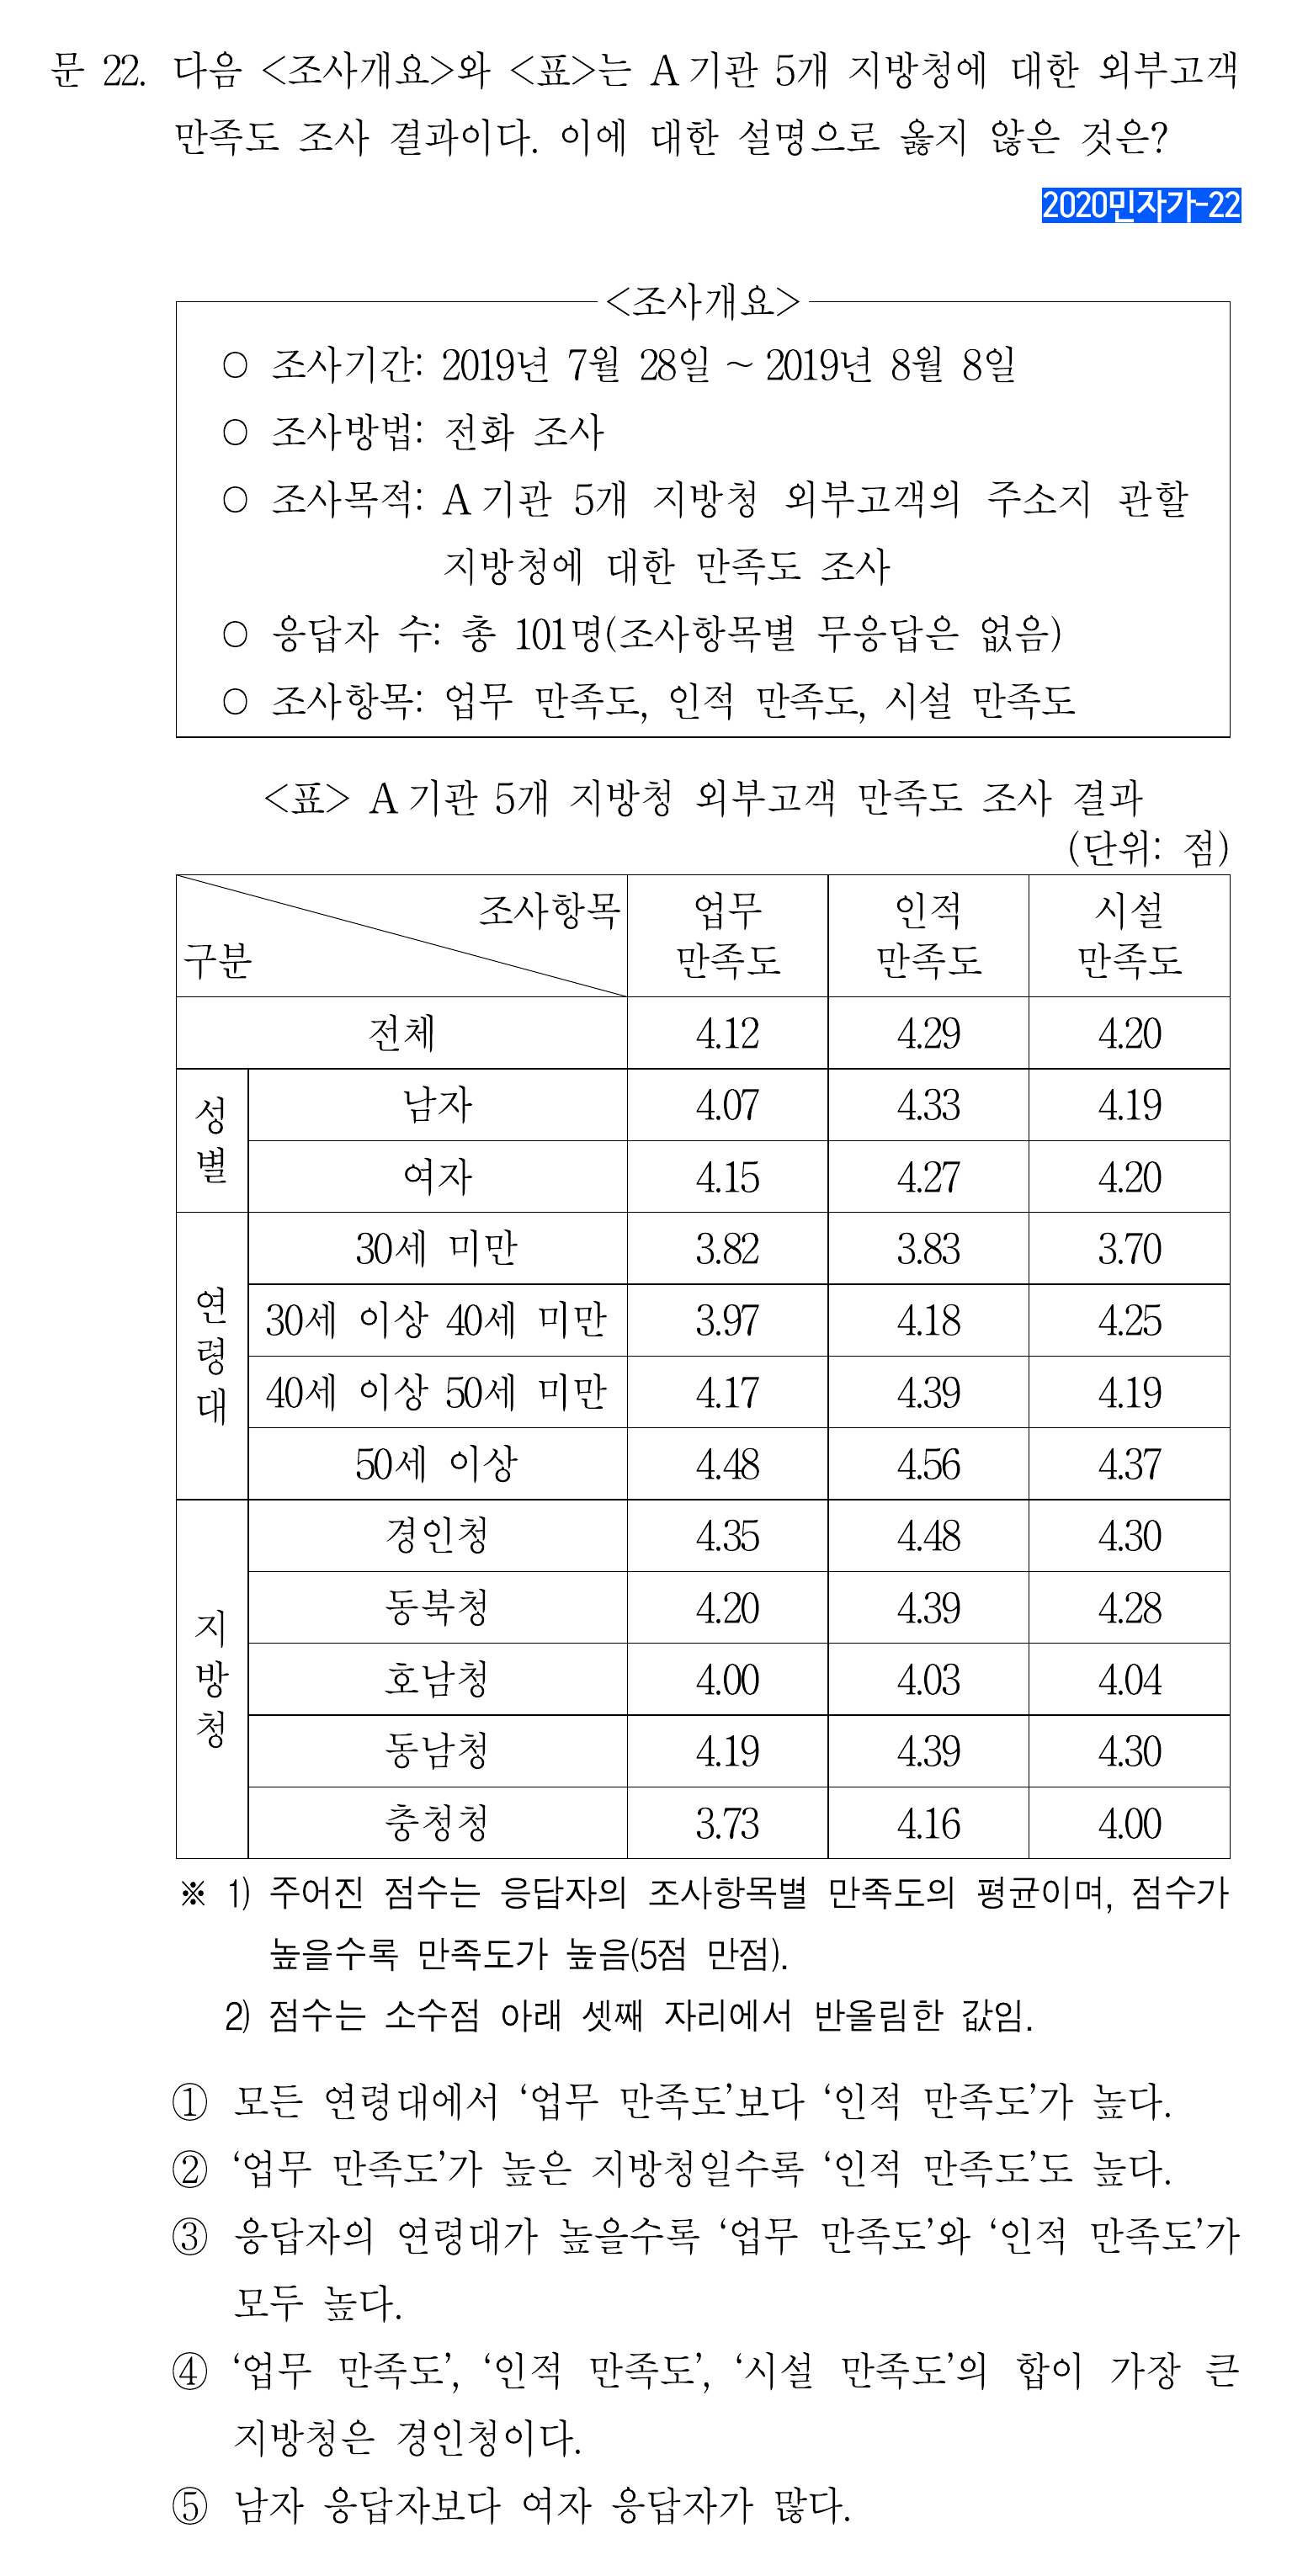 문 22. 다음 <조사개요>와 <표>는 A기관 5개 지방청에 대한 외부고객
만족도 조사 결과이다. 이에 대한 설명으로 옳지 않은 것은?
2020민자가-22
<조사개요>
○ 조사기간: 2019년 7월 28일 ~ 2019년 8월 8일
○ 조사방법: 전화 조사
○ 조사목적: A기관 5개 지방청 외부고객의 주소지 관할
지방청에 대한 만족도 조사
○ 응답자 수: 총 101명(조사항목별 무응답은 없음)
○ 조사항목: 업무 만족도, 인적 만족도, 시설 만족도
<표> A기관 5개 지방청 외부고객 만족도 조사 결과
(단위: 점)
조사항목 업무 인적 시설
구분 만족도 만족도 만족도
전체 4.12 4.29 4.20
성별 남자 4.07 4.33 4.19
여자 4.15 4.27 4.20
연령대 30세 미만 3.82 3.83 3.70
30세 이상 40세 미만 3.97 4.18 4.25
40세 이상 50세 미만 4.17 4.39 4.19
50세 이상 4.48 4.56 4.37
지방청 경인청 4.35 4.48 4.30
동북청 4.20 4.39 4.28
호남청 4.00 4.03 4.04
동남청 4.19 4.39 4.30
충청청 3.73 4.16 4.00
※ 1) 주어진 점수는 응답자의 조사항목별 만족도의 평균이며, 점수가
높을수록 만족도가 높음(5점 만점).
2) 점수는 소수점 아래 셋째 자리에서 반올림한 값임.
① 모든 연령대에서 ‘업무 만족도’보다 ‘인적 만족도’가 높다.
② ‘업무 만족도’가 높은 지방청일수록 ‘인적 만족도’도 높다.
③ 응답자의 연령대가 높을수록 ‘업무 만족도’와 ‘인적 만족도’가
모두 높다.
④ ‘업무 만족도’, ‘인적 만족도’, ‘시설 만족도’의 합이 가장 큰
지방청은 경인청이다.
⑤ 남자 응답자보다 여자 응답자가 많다.